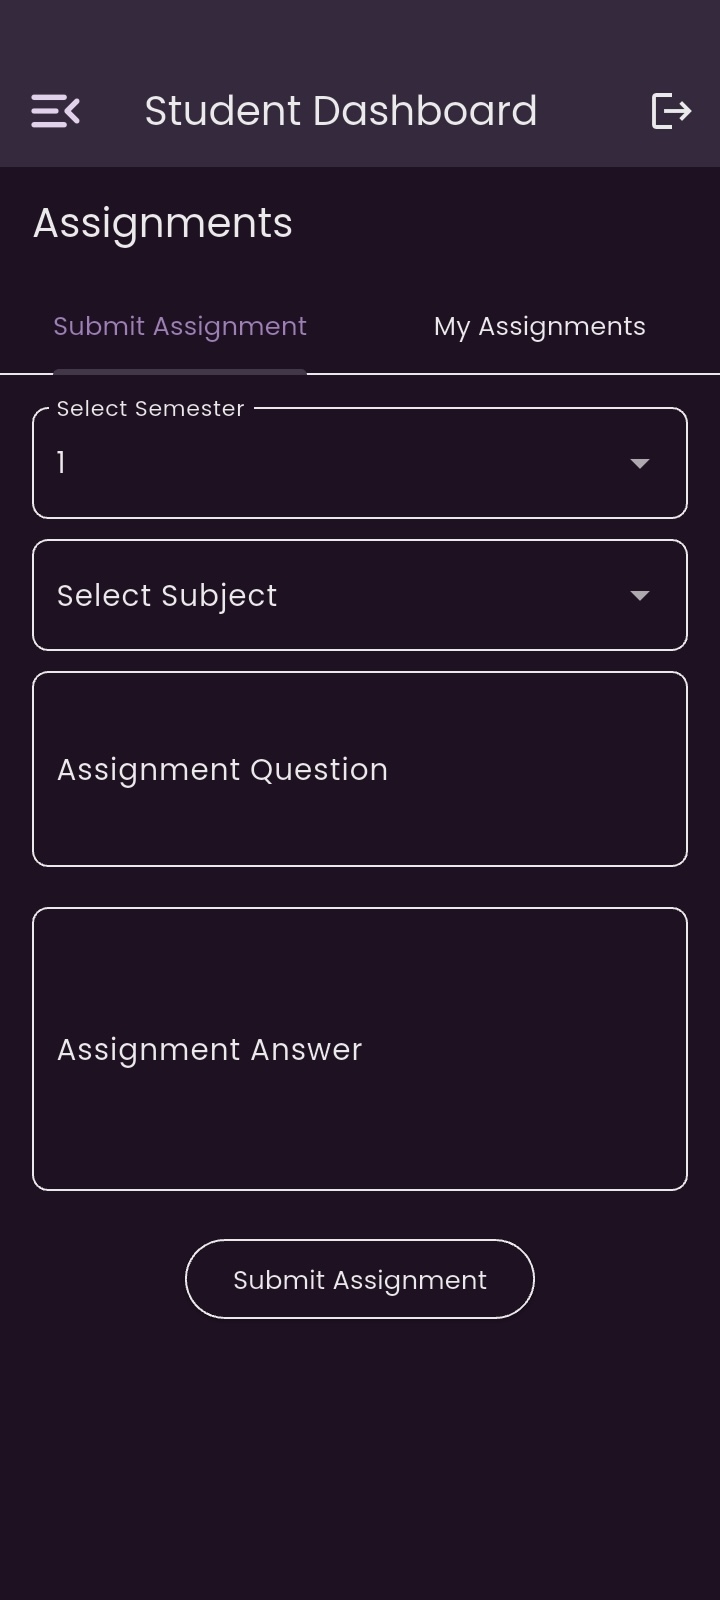 Student Dashboard
Assignments
Submit Assignment
My Assignments
Select Semester
1
Select Subject
Assignment Question
Assignment Answer
Submit Assignment